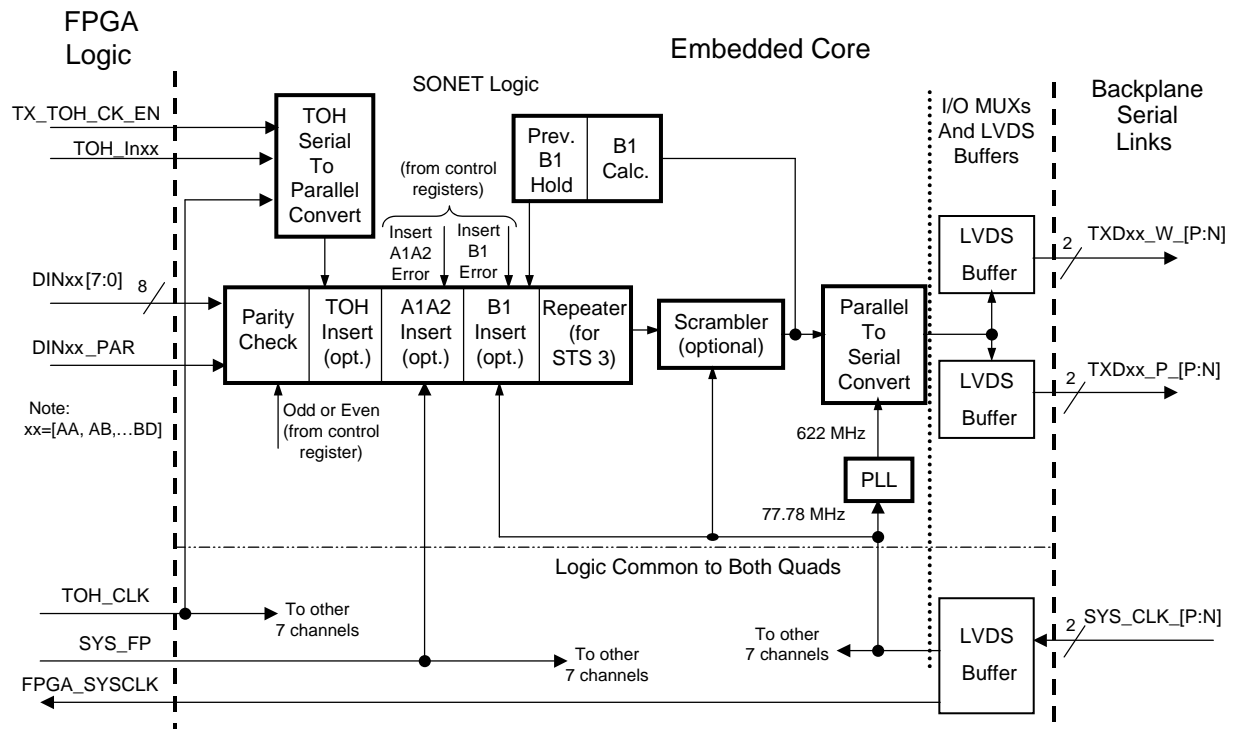 FPGA
Logic
Embedded Core
SONET Logic
I/O MUXs
And LVDS
Buffers
Backplane
Serial
Links
TX_TOH_CK_EN
TOH_Inxx
TOH
Serial
To
Parallel
Convert
(from control
registers)
Insert
A1A2
Error
Insert
B1
Error
Prev.
B1
Hold
B1
Calc.
DINxx[7:0]
8
DINxx_PAR
Note:
xx=[AA, AB,...BD]
Parity
Check
TOH
Insert
(opt.)
A1A2
Insert
(opt.)
B1
Insert
(opt.)
Repeater
(for
STS 3)
Scrambler
(optional)
Parallel
To
Serial
Convert
LVDS
Buffer
2
TXDxx_W_[P:N]
LVDS
Buffer
2
TXDxx_P_[P:N]
Odd or Even
(from control
register)
622 MHz
PLL
77.78 MHz
Logic Common to Both Quads
TOH_CLK
To other
7 channels
SYS_FP
To other
7 channels
To other
7 channels
LVDS
Buffer
2
SYS_CLK_[P:N]
FPGA_SYSCLK